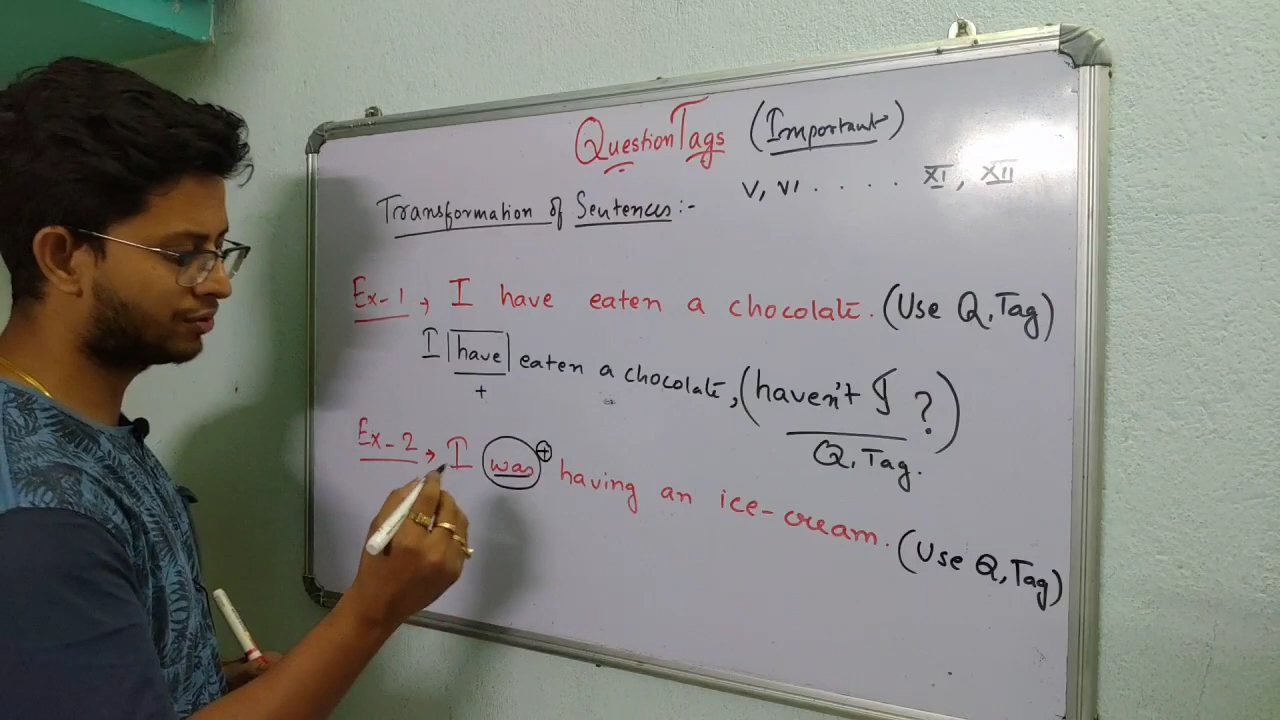 Question Tags (Important)
V, VI . . . . . XI, XII
Transformation of Sentences:-
Ex-1 → I have eaten a chocolate. (Use Q. Tag)
I have eaten a chocolate, (haven't I ?)
+
Q. Tag.
Ex-2 → I was + having an ice-cream. (Use Q. Tag)